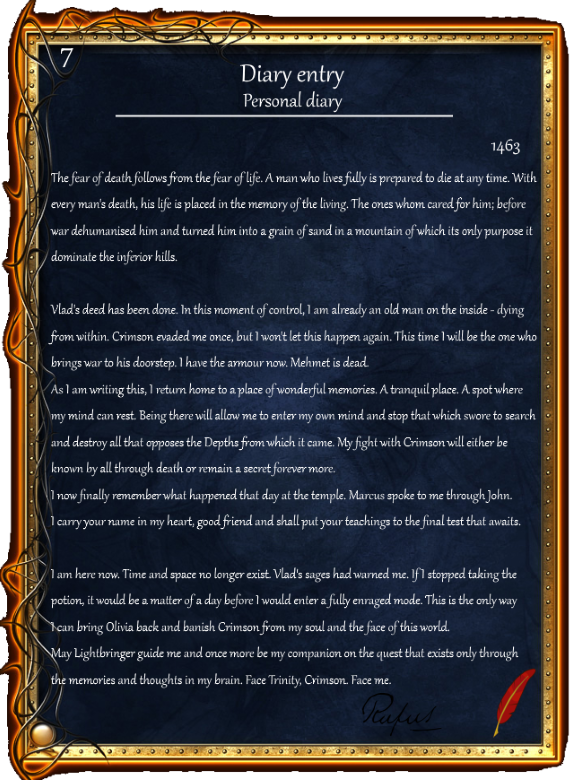 7
Diary entry
Personal diary
1463
The fear of death follows from the fear of life. A man who lives fully is prepared to die at any time. With
every man's death, his life is placed in the memory of the living. The ones whom cared for him; before
war dehumanised him and turned him into a grain of sand in a mountain of which its only purpose it
dominate the inferior hills.
Vlad's deed has been done. In this moment of control, I am already an old man on the inside - dying
from within. Crimson evaded me once, but I won't let this happen again. This time I will be the one who
brings war to his doorstep. I have the armour now. Mehmet is dead.
As I am writing this, I return home to a place of wonderful memories. A tranquil place. A spot where
my mind can rest. Being there will allow me to enter my own mind and stop that which swore to search
and destroy all that opposes the Depths from which it came. My fight with Crimson will either be
known by all through death or remain a secret forever more.
I now finally remember what happened that day at the temple. Marcus spoke to me through John.
I carry your name in my heart, good friend and shall put your teachings to the final test that awaits.
I am here now. Time and space no longer exist. Vlad's sages had warned me. If I stopped taking the
potion, it would be a matter of a day before I would enter a fully enraged mode. This is the only way
I can bring Olivia back and banish Crimson from my soul and the face of this world.
May Lightbringer guide me and once more be my companion on the quest that exists only through
the memories and thoughts in my brain. Face Trinity, Crimson. Face me.
Rufus